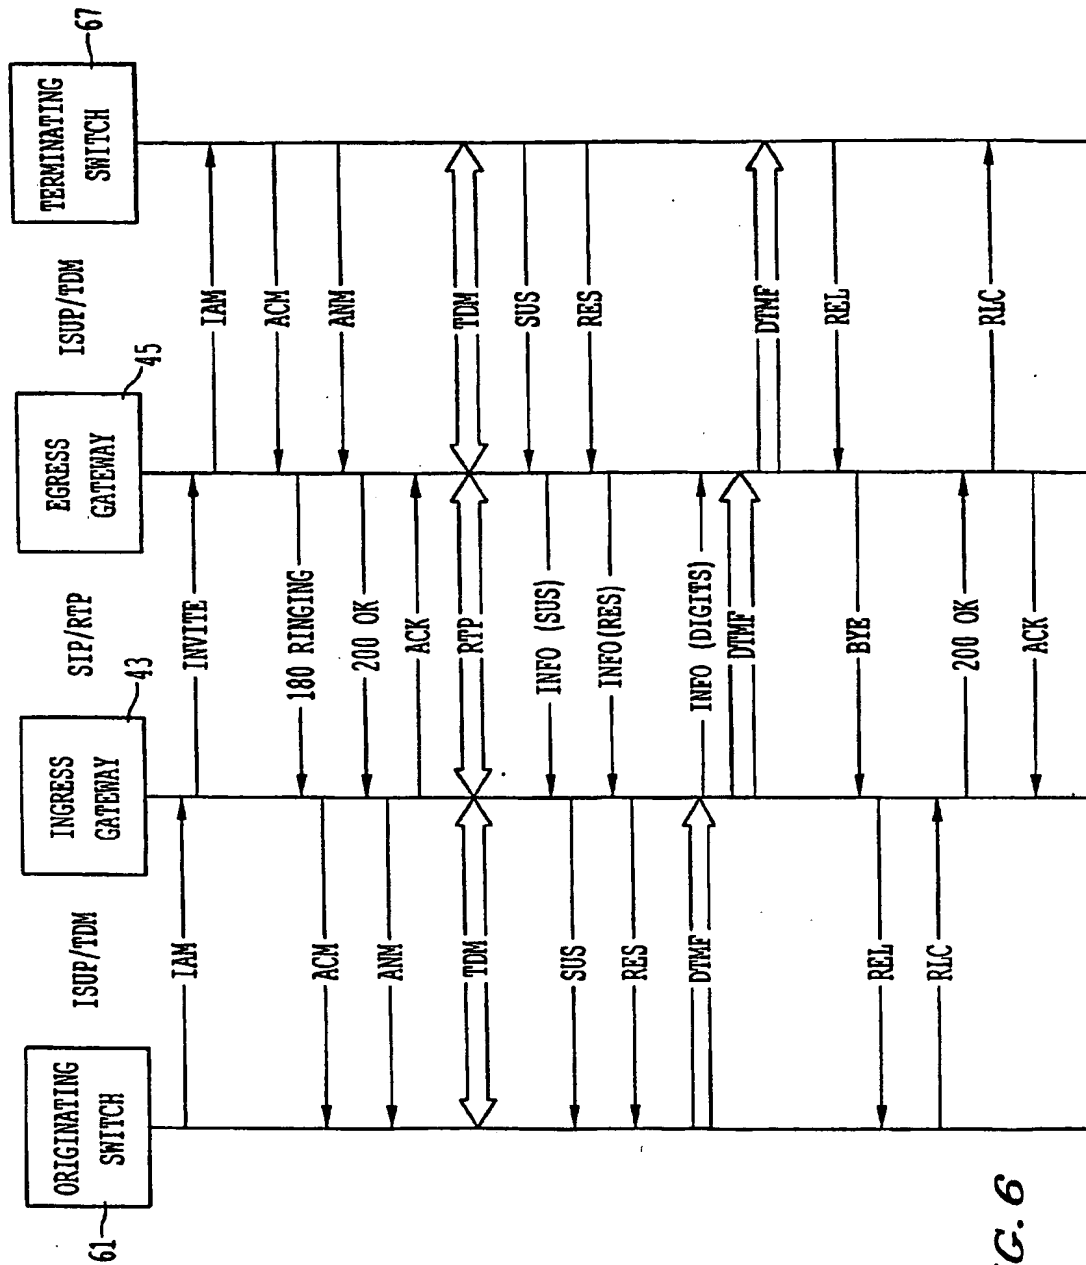 ORIGINATING
SWITCH
61
ISUP/TDM
INGRESS
GATEWAY
43
SIP/RTP
EGRESS
GATEWAY
45
ISUP/TDM
TERMINATING
SWITCH
67
IAM
INVITE
IAM
ACM
180 RINGING
ACM
ANM
200 OK
ANM
ACK
TDM
RTP
TDM
SUS
INFO (SUS)
SUS
RES
INFO(RES)
RES
DTMF
INFO (DIGITS)
DTMF
DTMF
REL
BYE
REL
RLC
200 OK
RLC
ACK
G. 6